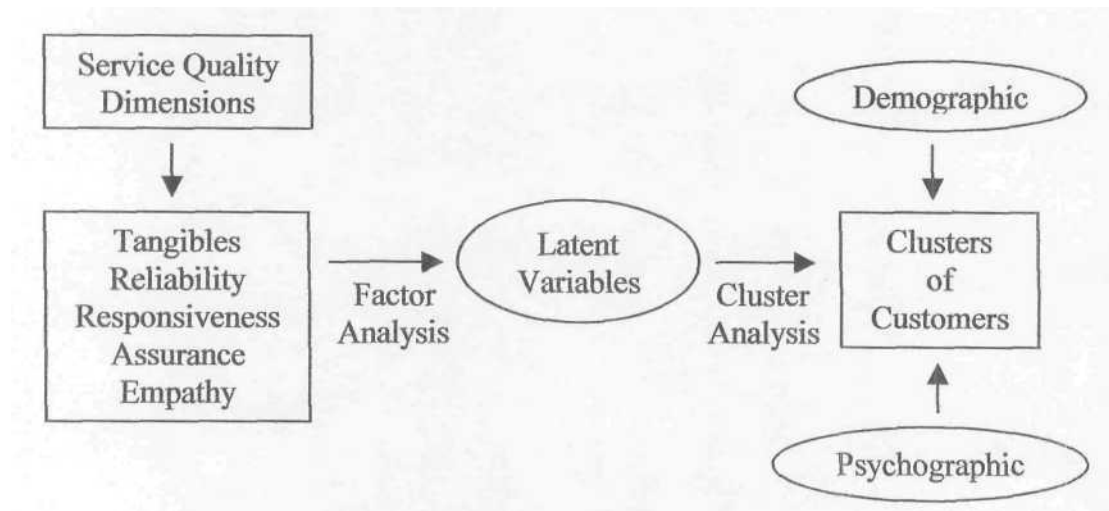 Service Quality
Dimensions
Demographic
Tangibles
Reliability
Responsiveness
Assurance
Empathy
Factor
Analysis
Latent
Variables
Cluster
Analysis
Clusters
of
Customers
Psychographic